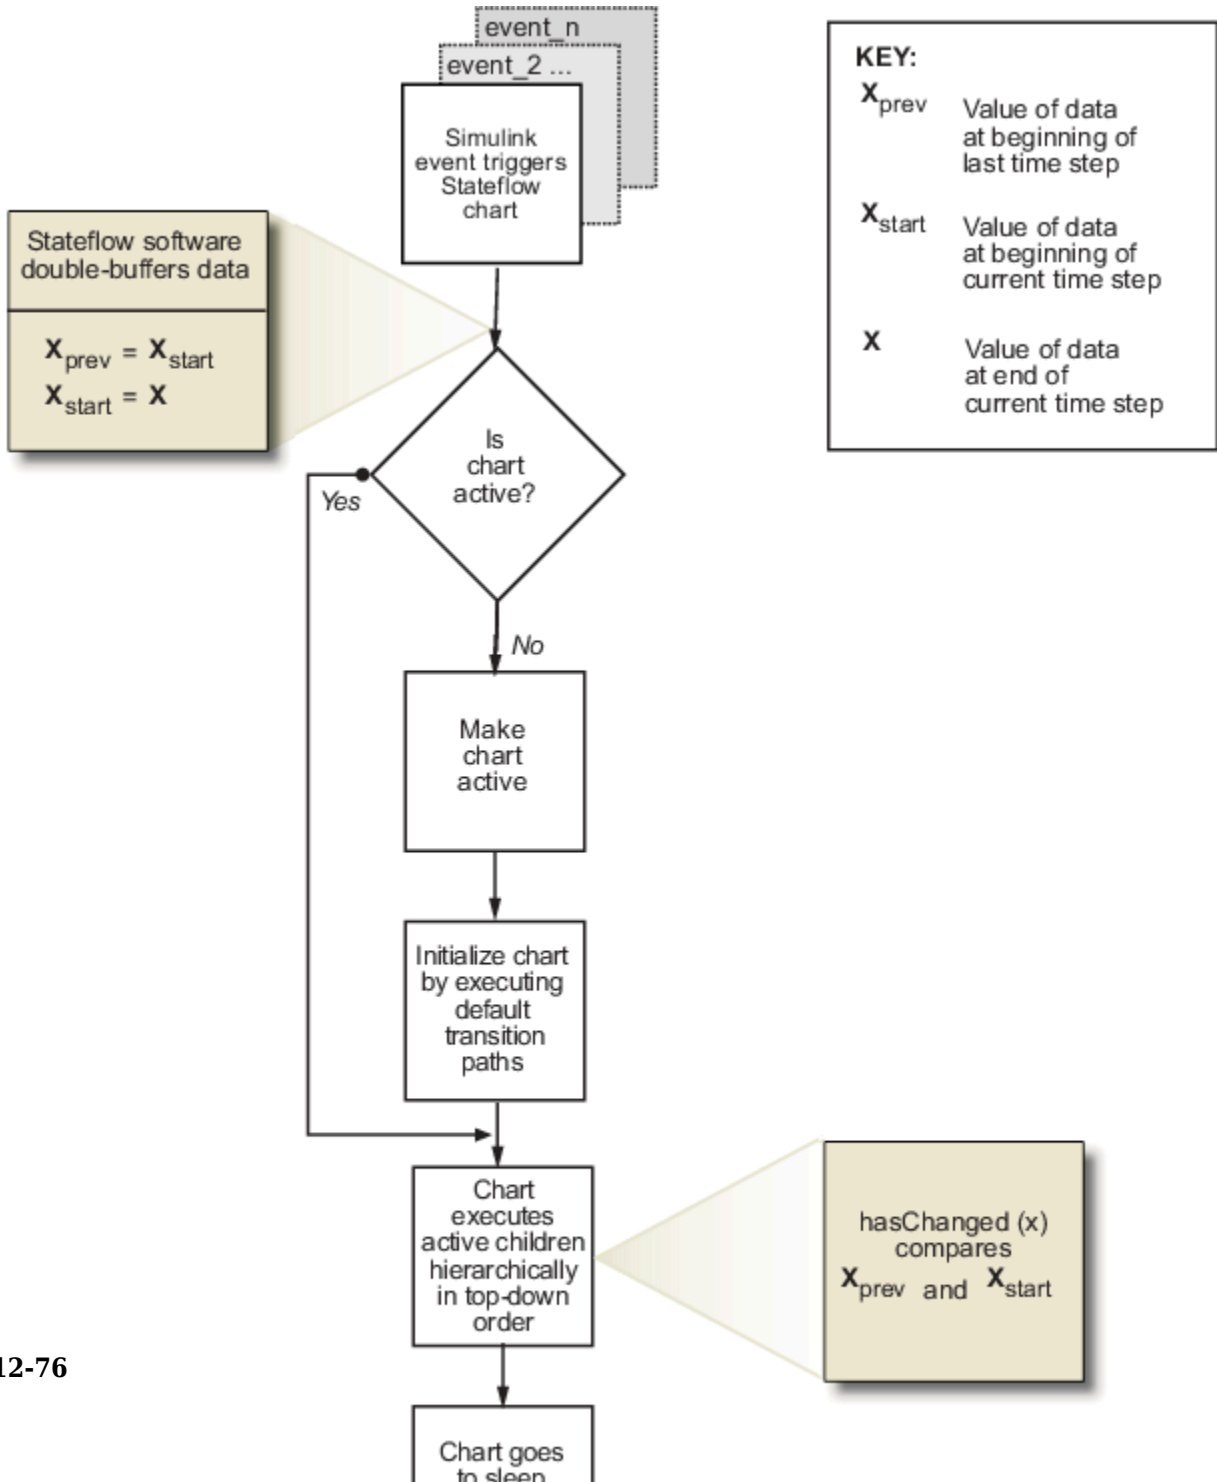 event_n
event_2 ...
Simulink
event triggers
Stateflow
chart
KEY:
Xprev
Value of data
at beginning of
last time step
Xstart
Value of data
at beginning of
current time step
X
Value of data
at end of
current time step
Stateflow software
double-buffers data
Xprev = Xstart
Xstart = X
Is
chart
active?
Yes
No
Make
chart
active
Initialize chart
by executing
default
transition
paths
Chart
executes
active children
hierarchically
in top-down
order
hasChanged (x)
compares
Xprev and Xstart
12-76
Chart goes
to sleep